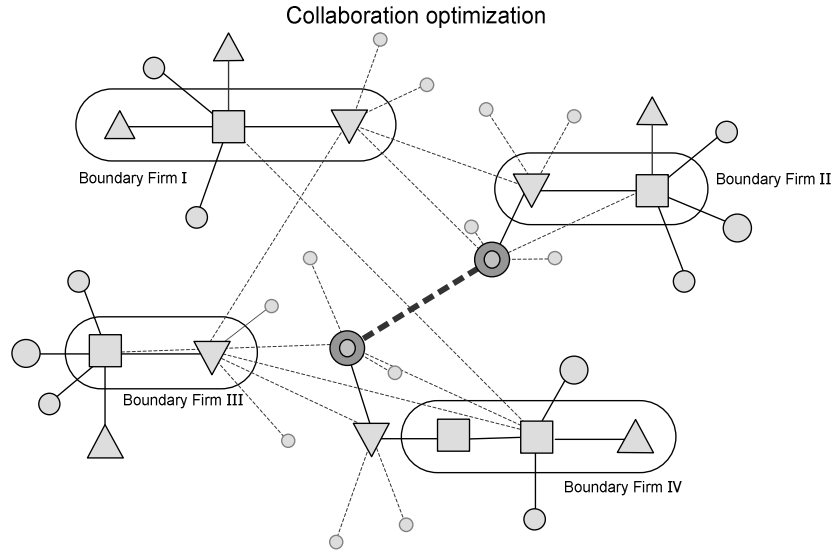 Collaboration optimization
Boundary Firm I
Boundary Firm II
Boundary Firm III
Boundary Firm IV